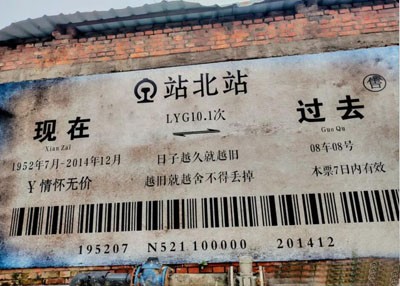 站北站
售
现在 LYG10.1次 过去
Xian Zai Guo Qu
1952年7月-2014年12月 日子越久就越旧 08年08号
¥情怀无价 越旧就越舍不得丢掉 本票7日内有效
195207 N521.100000 201412